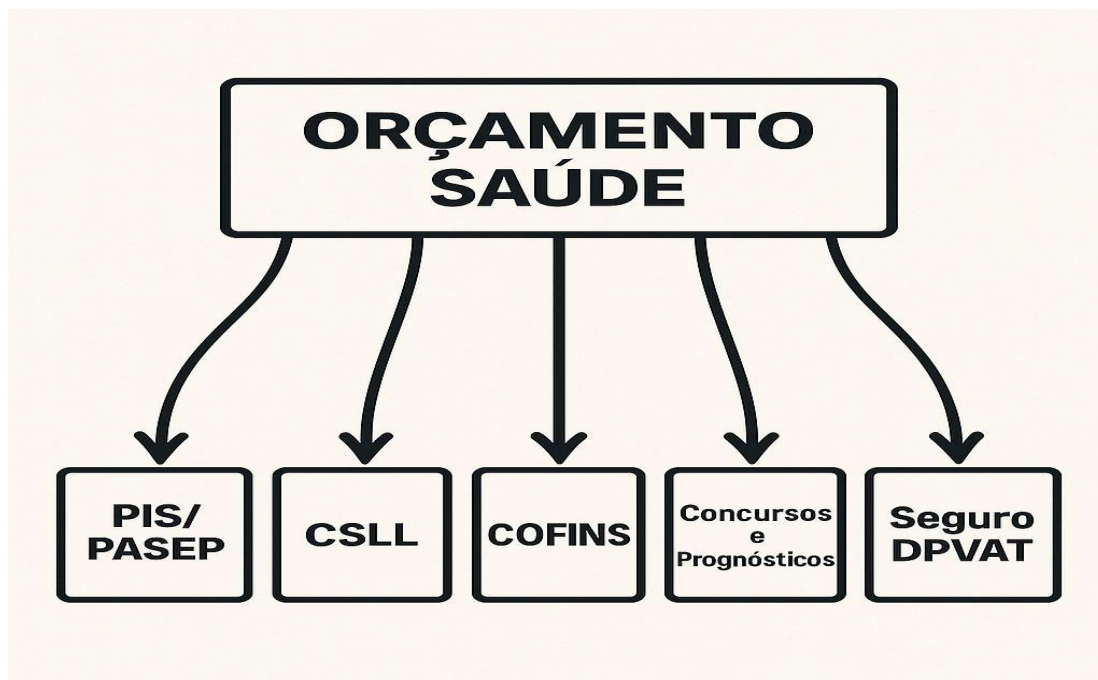 ORÇAMENTO
SAÚDE
PIS/
PASEP
CSLL
COFINS
Concursos
e
Prognósticos
Seguro
DPVAT